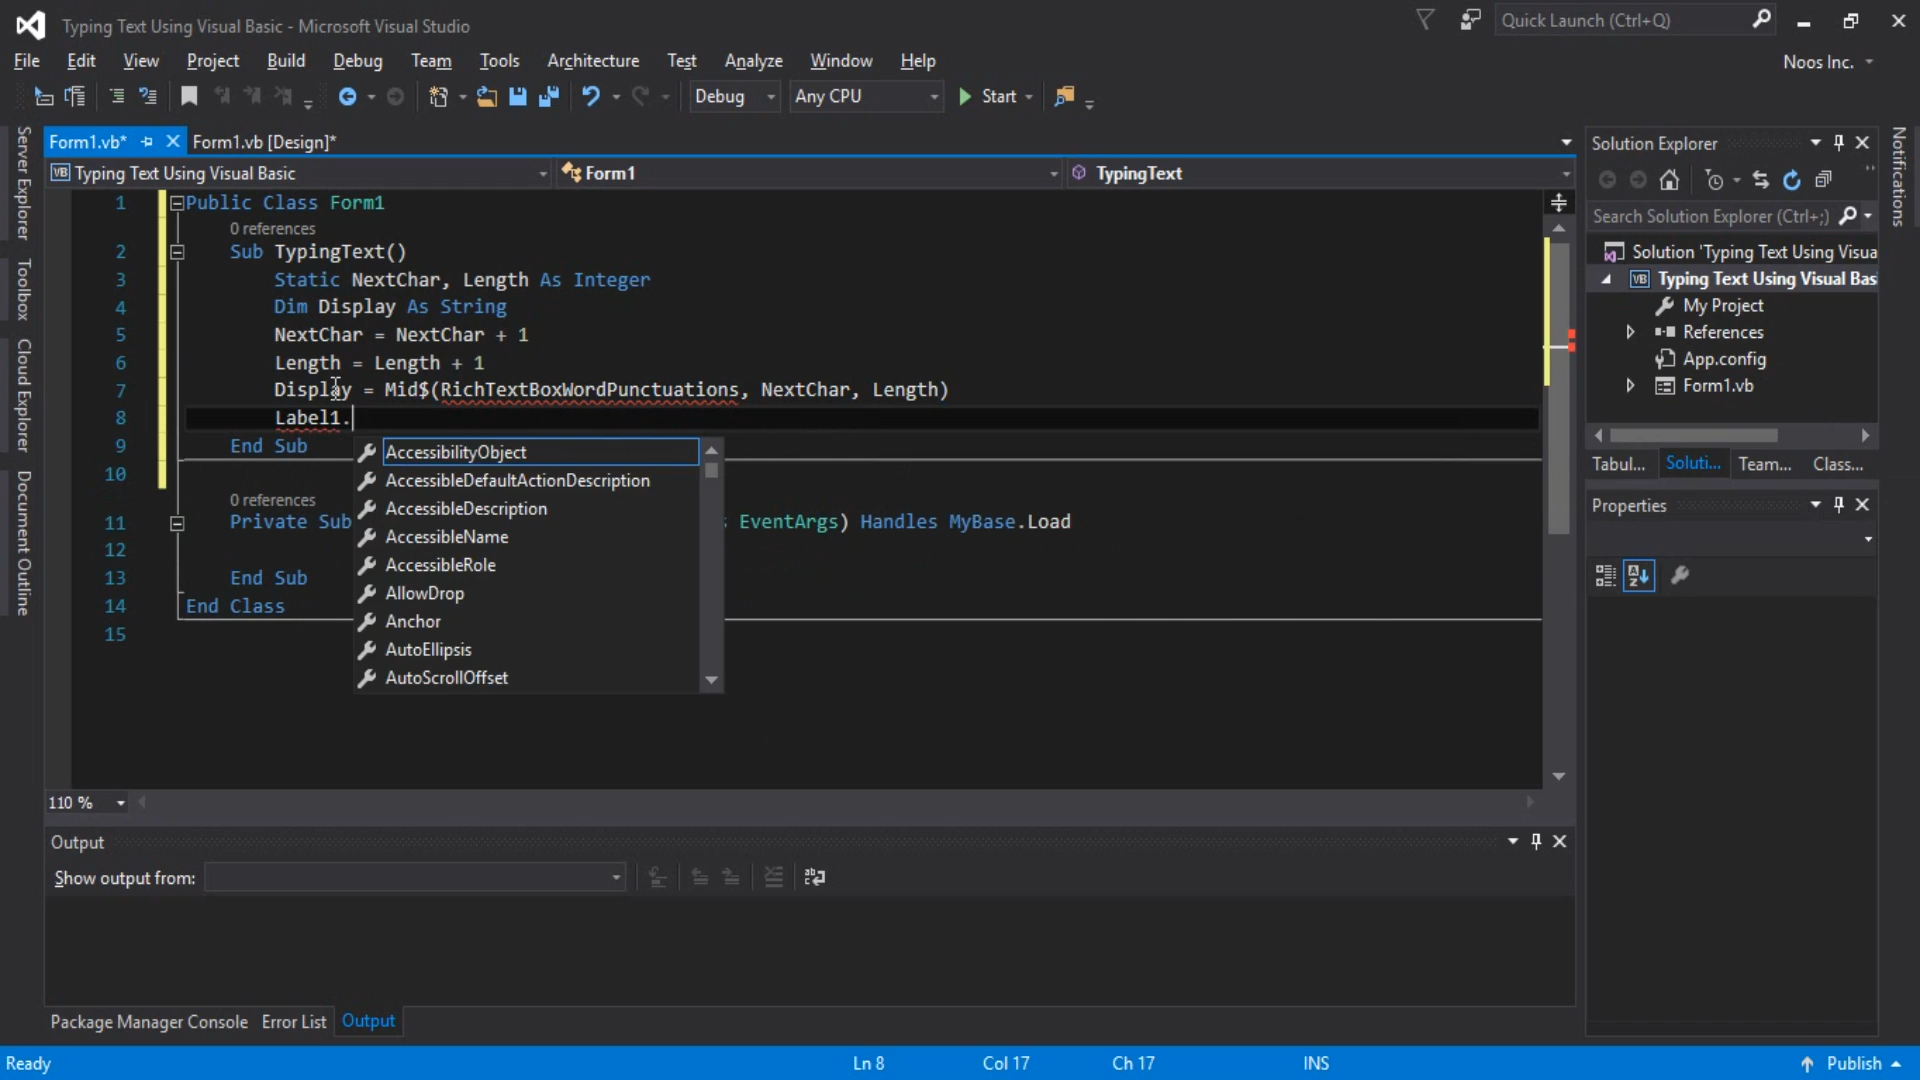 Typing Text Using Visual Basic - Microsoft Visual Studio
Quick Launch (Ctrl+Q)
File Edit View Project Build Debug Team Tools Test Architecture Analyze Window Help
Noos Inc.
Debug Any CPU Start
Server Explorer
Toolbox
Cloud Explorer
Document Outline
Form1.vb* Form1.vb [Design]*
Typing Text Using Visual Basic Form1 TypingText
1 Public Class Form1
0 references
2 Sub TypingText()
3 Static NextChar, Length As Integer
4 Dim Display As String
5 NextChar = NextChar + 1
6 Length = Length + 1
7 Display = Mid$(RichTextBoxWordPunctuations, NextChar, Length)
8 Label1.
9 End Sub
10
0 references
11 Private Sub EventArgs) Handles MyBase.Load
12
13 End Sub
14 End Class
15
AccessibilityObject
AccessibleDefaultActionDescription
AccessibleDescription
AccessibleName
AccessibleRole
AllowDrop
Anchor
AutoEllipsis
AutoScrollOffset
110 %
Output
Show output from:
Package Manager Console Error List Output
Solution Explorer
Search Solution Explorer (Ctrl+;)
Solution 'Typing Text Using Visua
Typing Text Using Visual Bas
My Project
References
App.config
Form1.vb
Tabul... Soluti... Team... Class...
Properties
Notifications
Ready Ln 8 Col 17 Ch 17 INS Publish